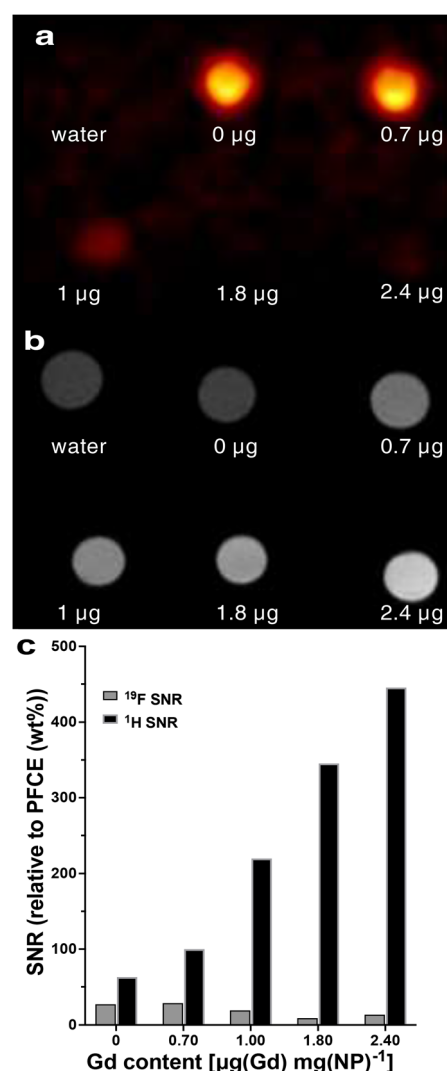 a
water 0 µg 0.7 µg
1 µg 1.8 µg 2.4 µg
b
water 0 µg 0.7 µg
1 µg 1.8 µg 2.4 µg
c
SNR (relative to PFCE (wt%))
500
400
300
200
100
0
¹⁹F SNR
¹H SNR
0 0.70 1.00 1.80 2.40
Gd content [µg(Gd) mg(NP)⁻¹]